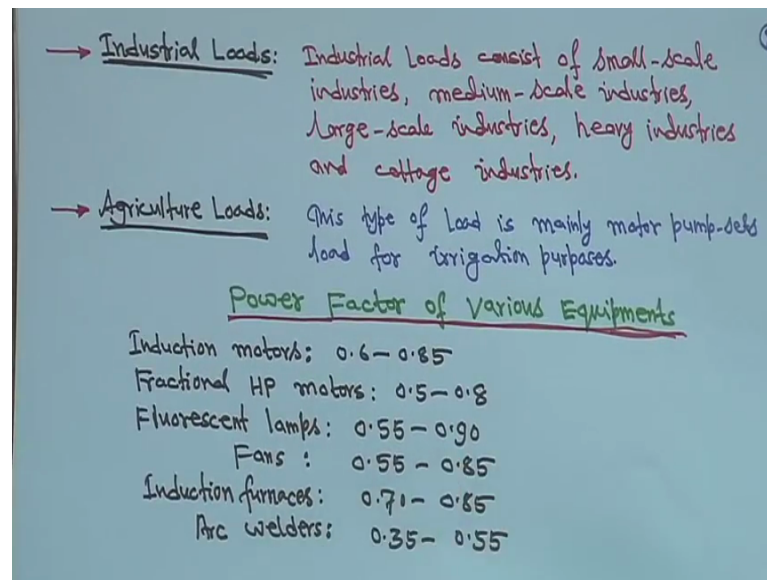 → Industrial Loads: Industrial Loads consist of small-scale
industries, medium-scale industries,
large-scale industries, heavy industries
and cottage industries.
→ Agriculture Loads: This type of Load is mainly motor pump-sets
load for irrigation purpases.
Power Factor of Various Equipments
Induction motors: 0.6-0.85
Fractional HP motors: 0.5-0.8
Fluorescent lamps: 0.55-0.90
Fans: 0.55-0.85
Induction furnaces: 0.70-0.85
Arc welders: 0.35-0.55